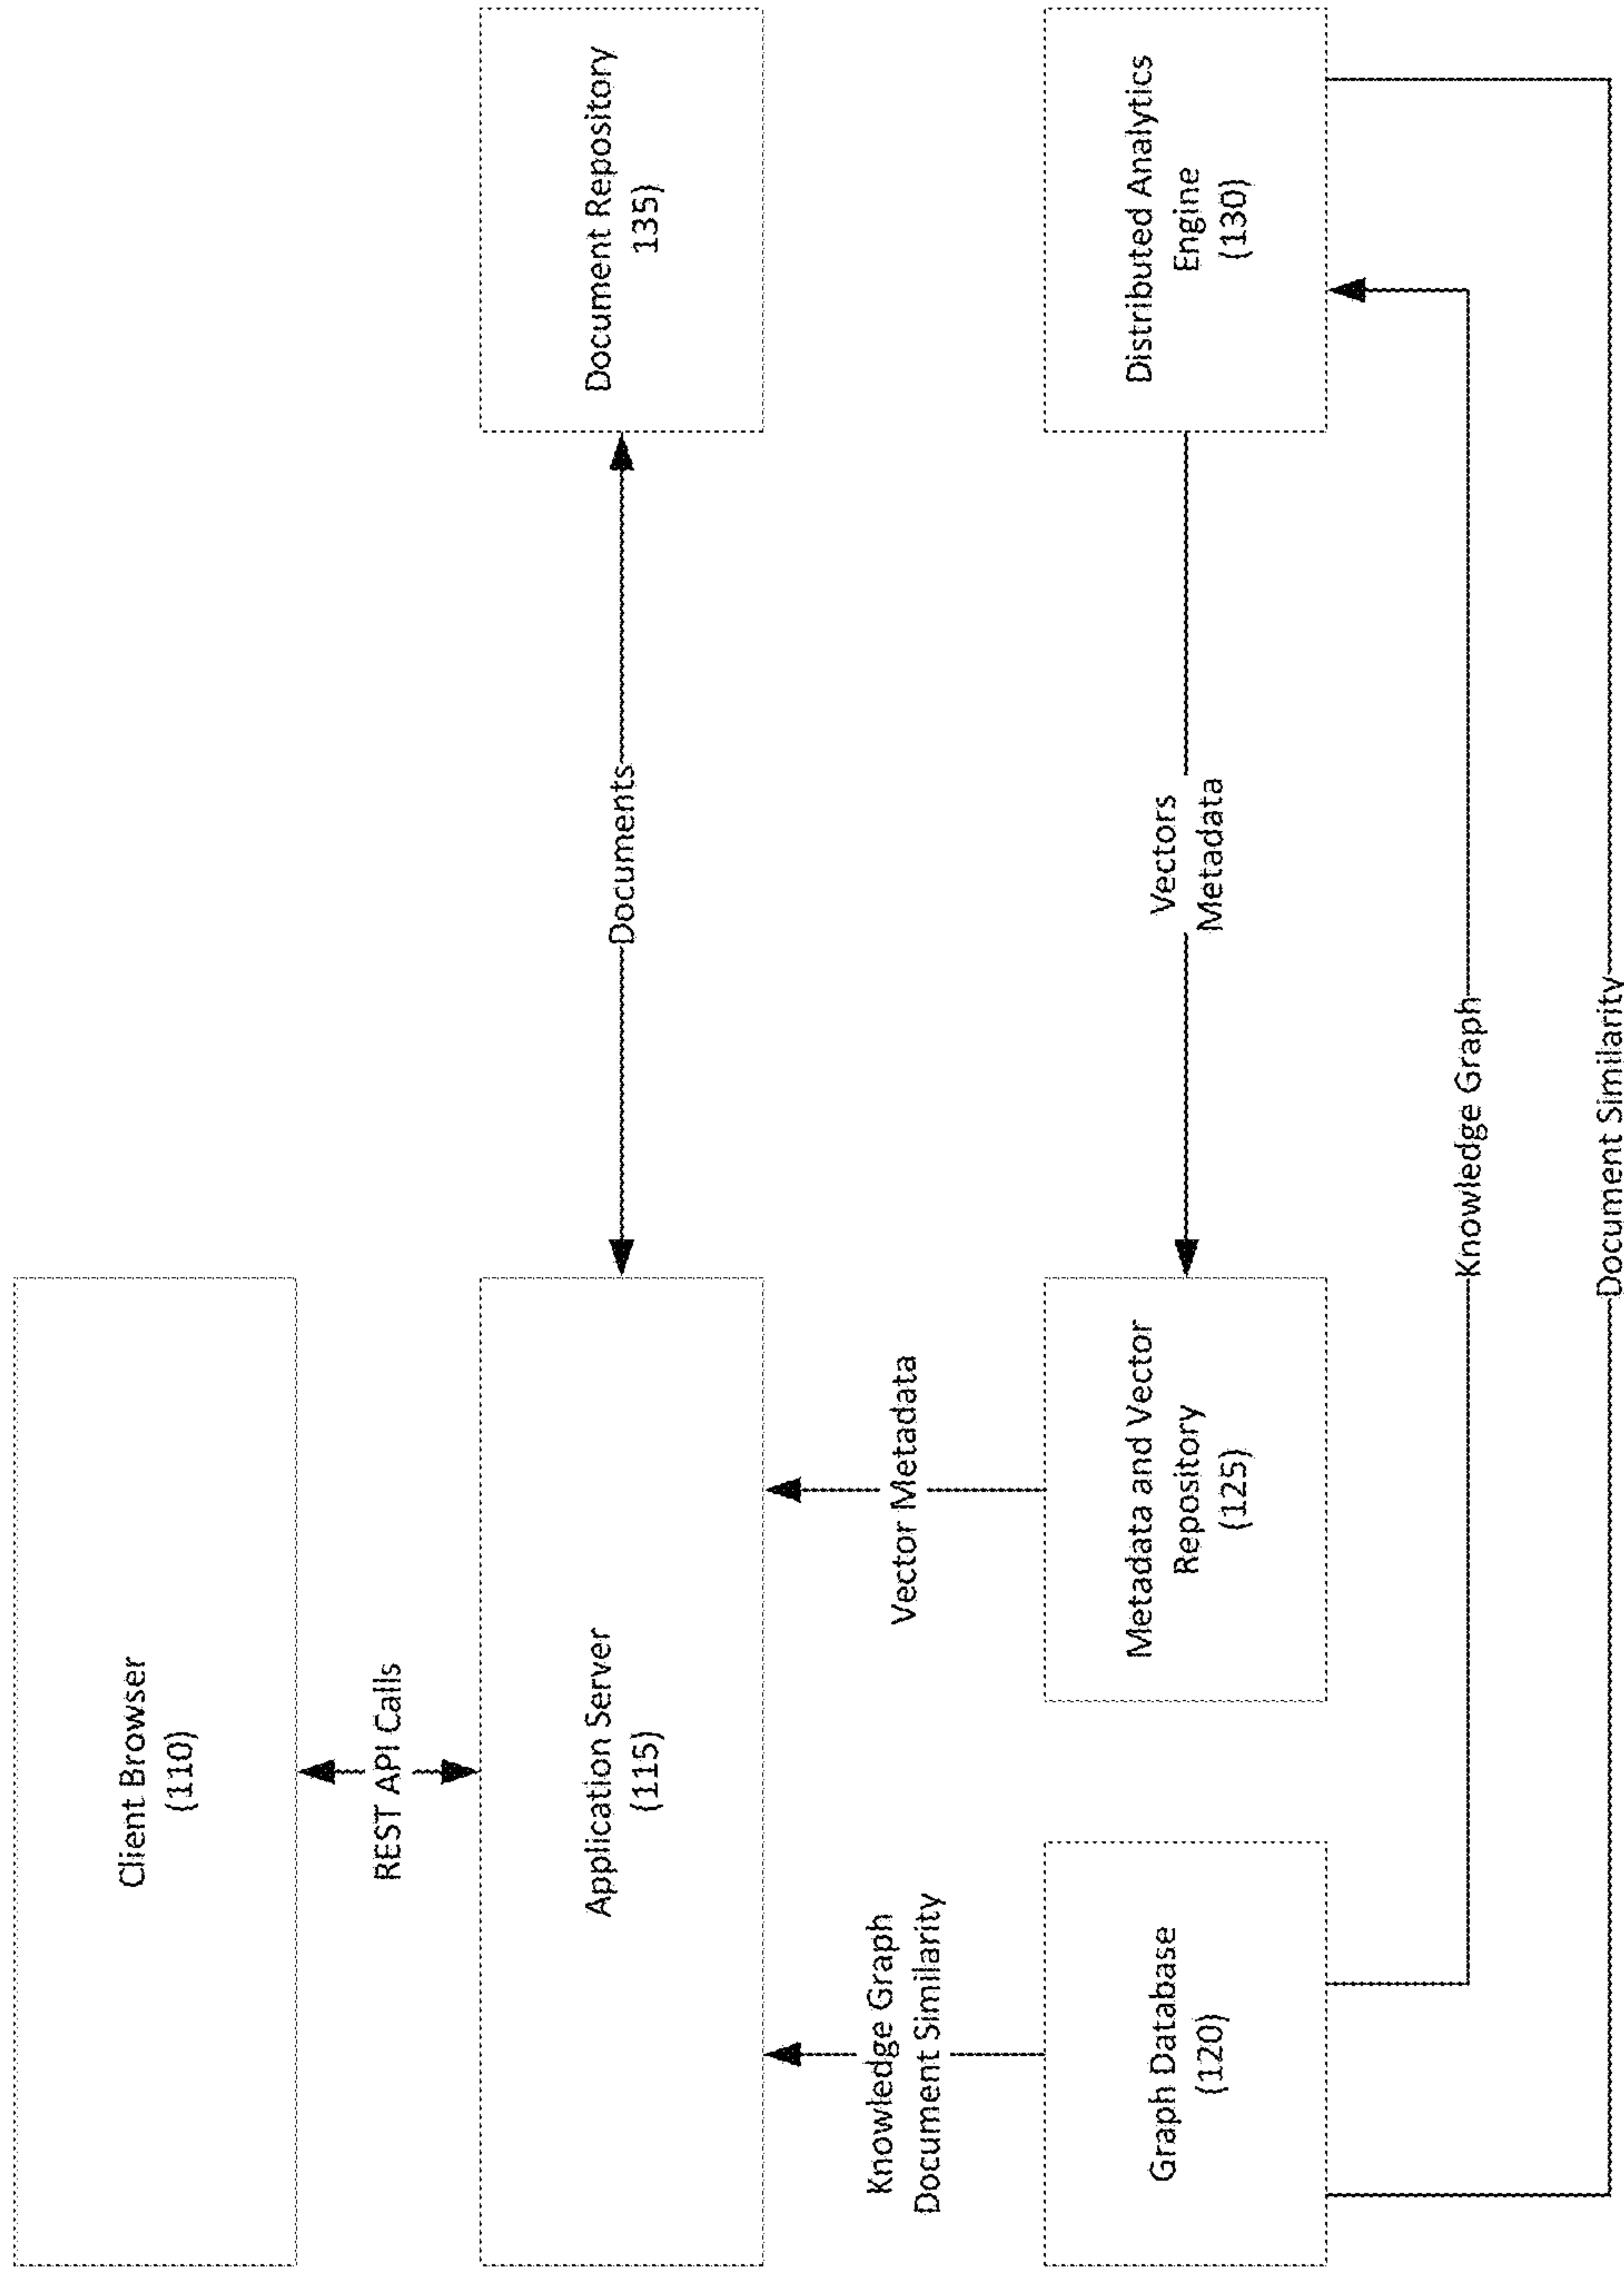 Client Browser
(110)
REST API Calls
Application Server
(115)
Documents
Document Repository
135)
Knowledge Graph
Document Similarity
Vector Metadata
Graph Database
(120)
Metadata and Vector
Repository
(125)
Vectors
Metadata
Distributed Analytics
Engine
(130)
Knowledge Graph
Document Similarity